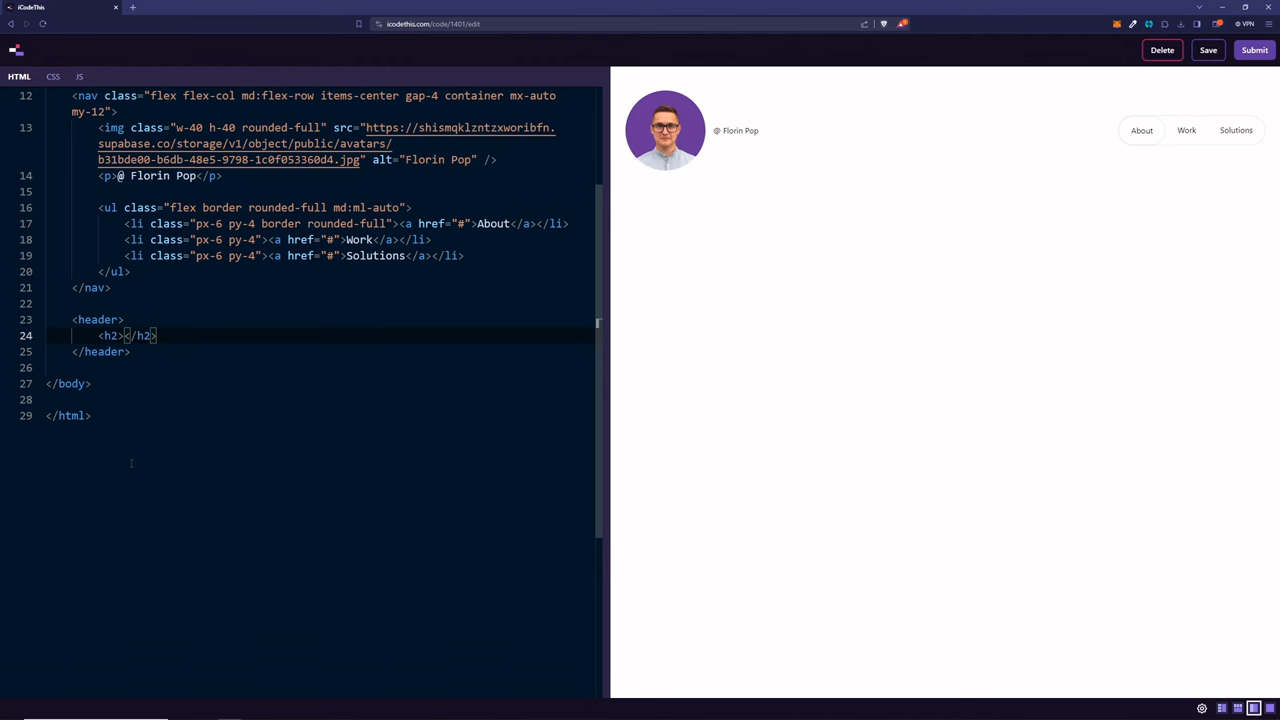 iCodeThis
icodethis.com/code/1401/edit
VPN
Delete
Save
Submit
HTML
CSS
JS
12 <nav class="flex flex-col md:flex-row items-center gap-4 container mx-auto
my-12">
13 <img class="w-40 h-40 rounded-full" src="https://shismqklzntzxworibfn.
supabase.co/storage/v1/object/public/avatars/
b31bde00-b6db-48e5-9798-1c0f053360d4.jpg" alt="Florin Pop" />
14 <p>@ Florin Pop</p>
15
16 <ul class="flex border rounded-full md:ml-auto">
17 <li class="px-6 py-4 border rounded-full"><a href="#">About</a></li>
18 <li class="px-6 py-4"><a href="#">Work</a></li>
19 <li class="px-6 py-4"><a href="#">Solutions</a></li>
20 </ul>
21 </nav>
22
23 <header>
24 <h2></h2>
25 </header>
26
27 </body>
28
29 </html>
@ Florin Pop
About
Work
Solutions